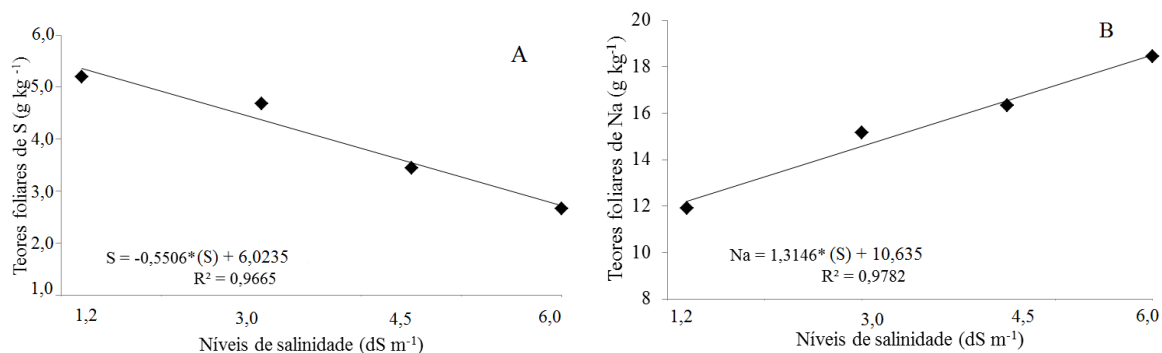 A
Teores foliares de S (g kg⁻¹)
6,0
5,0
4,0
3,0
2,0
1,0
S = -0,5506* (S) + 6,0235
R² = 0,9665
1,2 3,0 4,5 6,0
Níveis de salinidade (dS m⁻¹)
B
Teores foliares de Na (g kg⁻¹)
20
18
16
14
12
10
8
Na = 1,3146* (S) + 10,635
R² = 0,9782
1,2 3,0 4,5 6,0
Níveis de salinidade (dS m⁻¹)